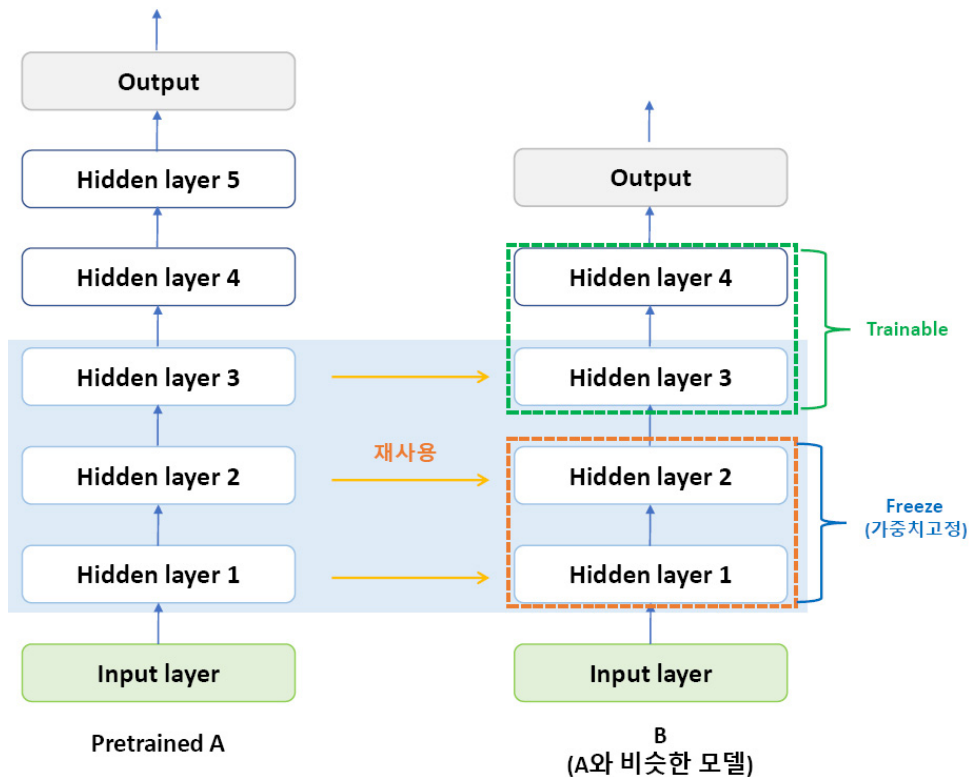 Output
Hidden layer 5
Hidden layer 4
Hidden layer 3
Hidden layer 2
Hidden layer 1
Input layer
Pretrained A
재사용
Output
Hidden layer 4
Hidden layer 3
Hidden layer 2
Hidden layer 1
Input layer
B
(A와 비슷한 모델)
Trainable
Freeze
(가중치고정)